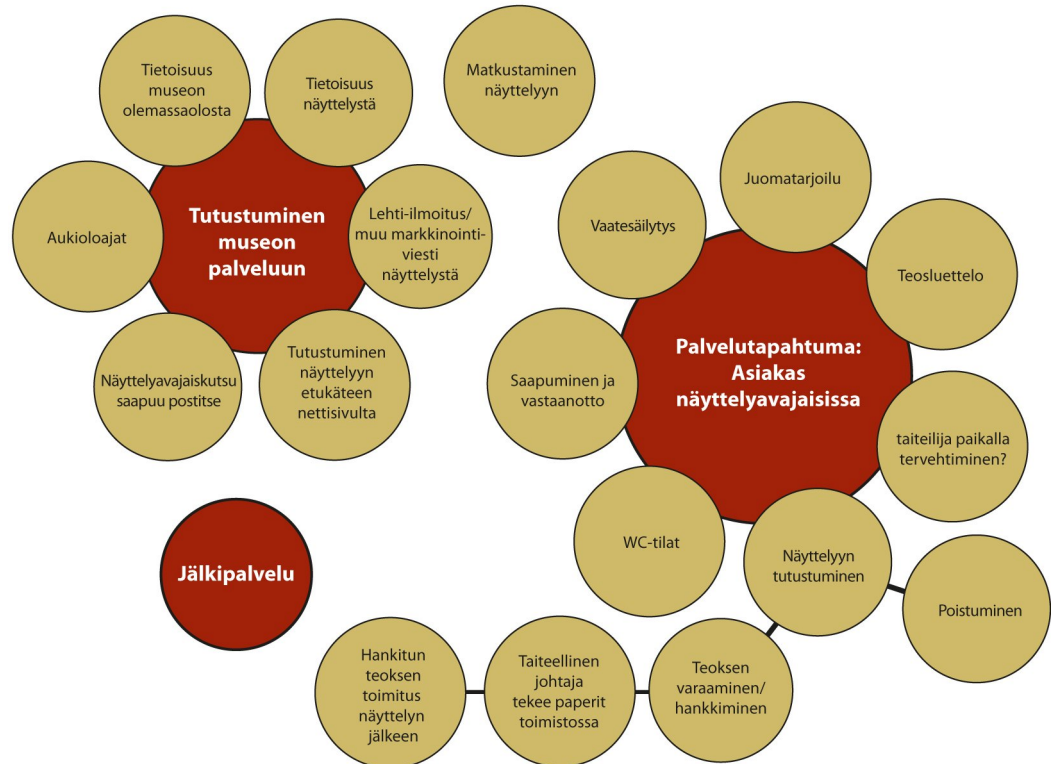 Tietoisuus
museon
olemassaolosta
Tietoisuus
näyttelystä
Matkustaminen
näyttelyyn
Aukioloajat
Tutustuminen
museon
palveluun
Lehti-ilmoitus/
muu markkinointi-
viesti
näyttelystä
Näyttelyavajaiskutsu
saapuu postitse
Tutustuminen
näyttelyyn
etukäteen
nettisivulta
Juomatarjoilu
Vaatesäilytys
Teosluettelo
Saapuminen ja
vastaanotto
Palvelutapahtuma:
Asiakas
näyttelyavajaisissa
taiteilija paikalla
tervehtiminen?
WC-tilat
Näyttelyyn
tutustuminen
Poistuminen
Jälkipalvelu
Hankitun
teoksen
toimitus
näyttelyn
jälkeen
Taiteellinen
johtaja
tekee paperit
toimistossa
Teoksen
varaaminen/
hankkiminen